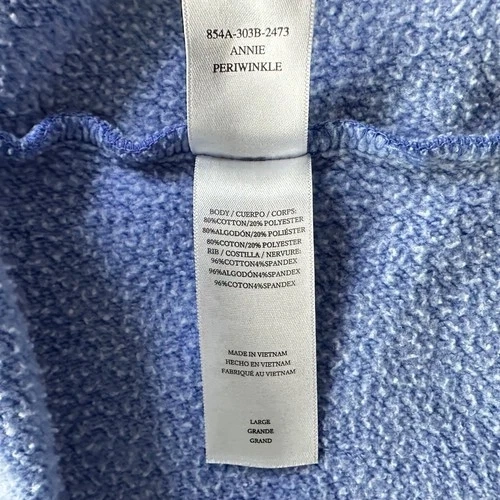 854A-303B-2473
ANNIE
PERIWINKLE
BODY / CUERPO / CORPS:
80%COTTON/20% POLYESTER
80%ALGODÓN/20% POLIÉSTER
80%COTON/20% POLYESTER
RIB / COSTILLA / NERVURE:
96%COTTON4%SPANDEX
96%ALGODÓN4%SPANDEX
96%COTON4%SPANDEX
MADE IN VIETNAM
HECHO EN VIETNAM
FABRIQUÉ AU VIETNAM
LARGE
GRANDE
GRAND